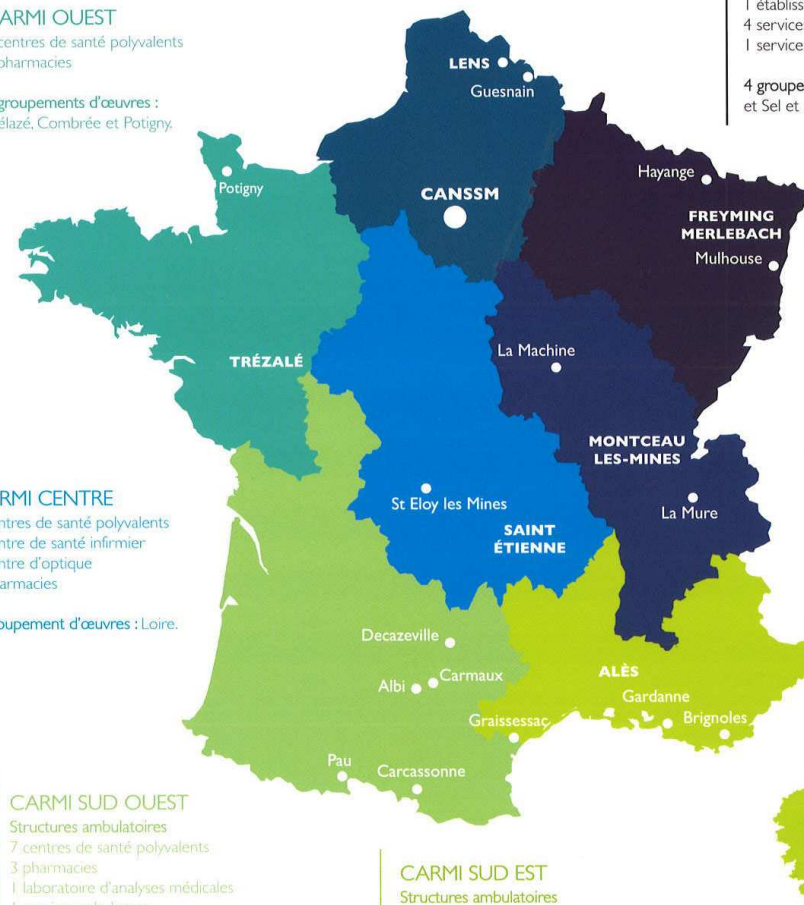 ARMI OUEST
centres de santé polyvalents
pharmacies
groupements d'œuvres :
élazé, Combrée et Potigny.
1 établiss
4 service
1 service
4 groupe
et Sel et
LENS
Guesnain
Potigny
CANSSM
Hayange
FREYMING
MERLEBACH
Mulhouse
TRÉZALÉ
La Machine
MONTCEAU
LES-MINES
La Mure
St Eloy les Mines
SAINT
ÉTIENNE
RMI CENTRE
ntres de santé polyvalents
ntre de santé infirmier
ntre d'optique
armacies
oupement d'œuvres : Loire.
Decazeville
Albi
Carmaux
ALÈS
Gardanne
Graissessac
Brignoles
Pau
Carcassonne
CARMI SUD OUEST
Structures ambulatoires
7 centres de santé polyvalents
3 pharmacies
1 laboratoire d'analyses médicales
CARMI SUD EST
Structures ambulatoires